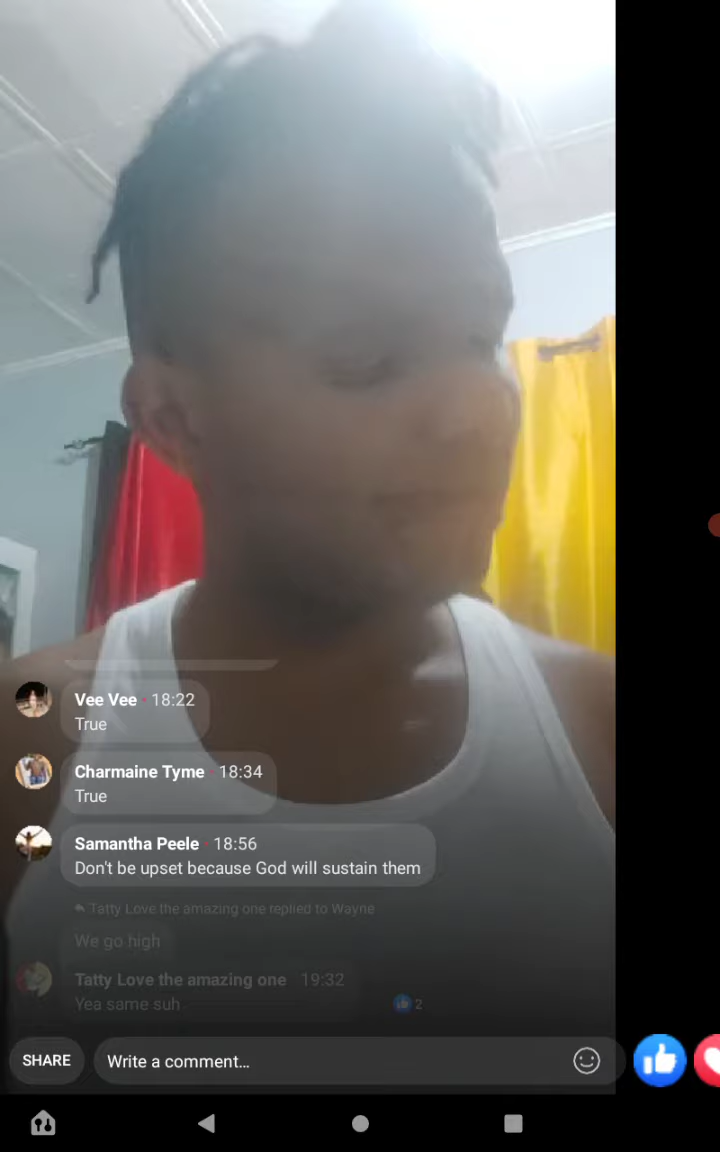 Vee Vee · 18:22
True
Charmaine Tyme · 18:34
True
Samantha Peele · 18:56
Don't be upset because God will sustain them
Tatty Love the amazing one replied to Wayne
We go high
Tatty Love the amazing one 19:32
Yea same suh
2
SHARE
Write a comment...